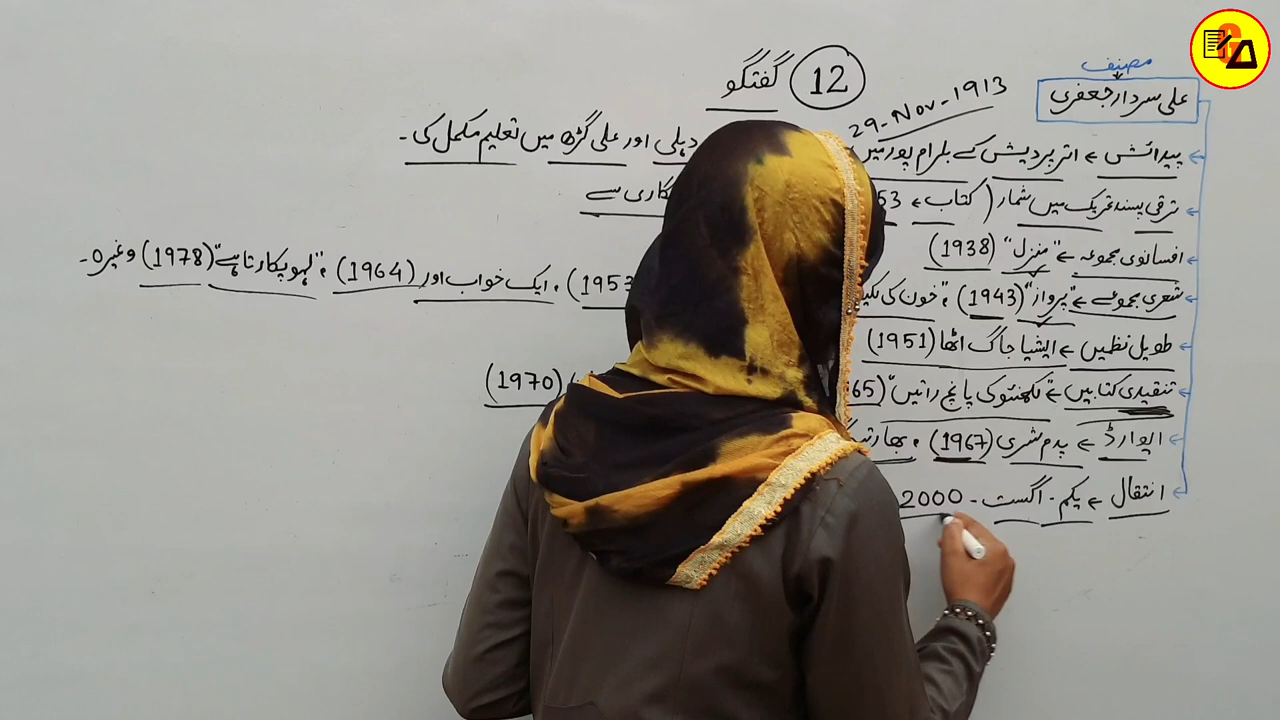 12 گفتگو
مصنف
علی سردار جعفری
29-Nov-1913
پیدائش ← اتر پردیش کے بلرام پور میں دہلی اور علی گڑھ میں تعلیم مکمل کی۔
ترقی پسند تحریک میں شمار ( کتاب ← 53 کاری سے
افسانوی مجموعہ ← "منزل" (1938)
شعری مجموعے ← "پرواز" (1943) ، "خون کی لکیر 1953) ، ایک خواب اور (1964) ، "لہو پکارتا ہے" (1978) وغیرہ۔
طویل نظمیں ← ایشیا جاگ اٹھا (1951)
تنقیدی کتابیں ← "لکھنئو کی پانچ راتیں" 65) (1970)
ایوارڈ ← پدم شری (1967) ،
انتقال ← یکم - اگست - 2000